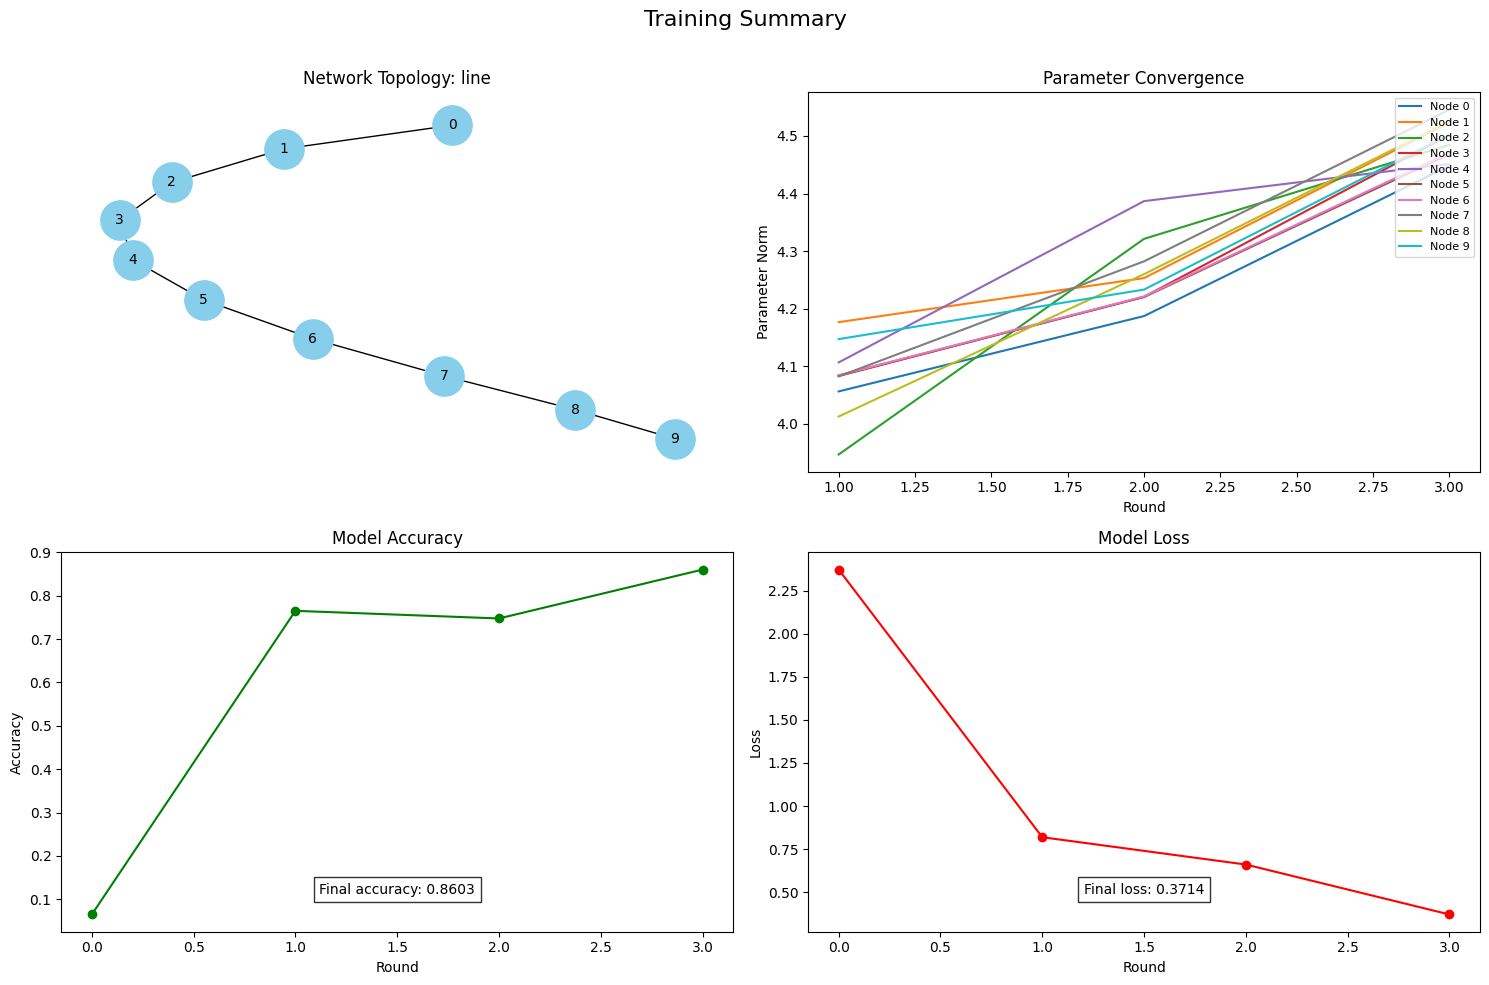 Training Summary
Network Topology: line
0
1
2
3
4
5
6
7
8
9
Parameter Convergence
Parameter Norm
4.5
4.4
4.3
4.2
4.1
4.0
Node 0
Node 1
Node 2
Node 3
Node 4
Node 5
Node 6
Node 7
Node 8
Node 9
1.00 1.25 1.50 1.75 2.00 2.25 2.50 2.75 3.00
Round
Model Accuracy
Accuracy
0.9
0.8
0.7
0.6
0.5
0.4
0.3
0.2
0.1
Final accuracy: 0.8603
0.0 0.5 1.0 1.5 2.0 2.5 3.0
Round
Model Loss
Loss
2.25
2.00
1.75
1.50
1.25
1.00
0.75
0.50
Final loss: 0.3714
0.0 0.5 1.0 1.5 2.0 2.5 3.0
Round